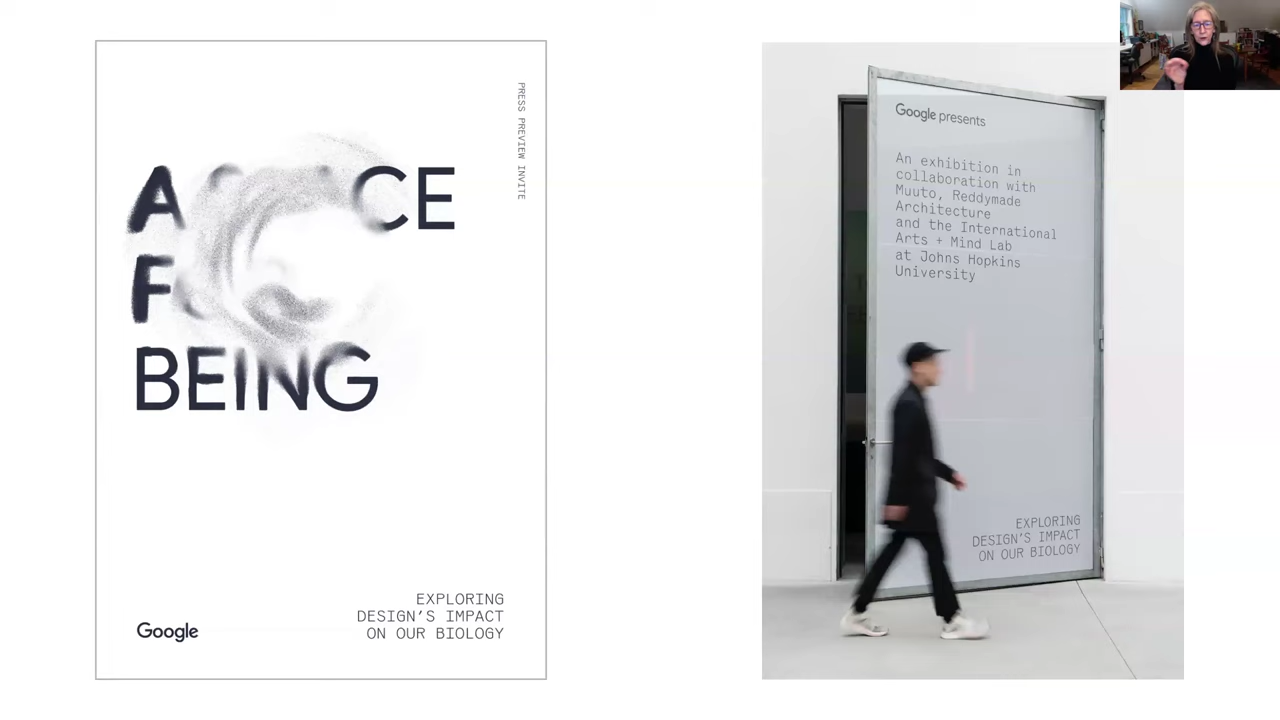 PRESS PREVIEW INVITE
A CE
F
BEING
Google
EXPLORING
DESIGN'S IMPACT
ON OUR BIOLOGY
Google presents
An exhibition in
collaboration with
Muuto, Reddymade
Architecture
and the International
Arts + Mind Lab
at Johns Hopkins
University
EXPLORING
DESIGN'S IMPACT
ON OUR BIOLOGY